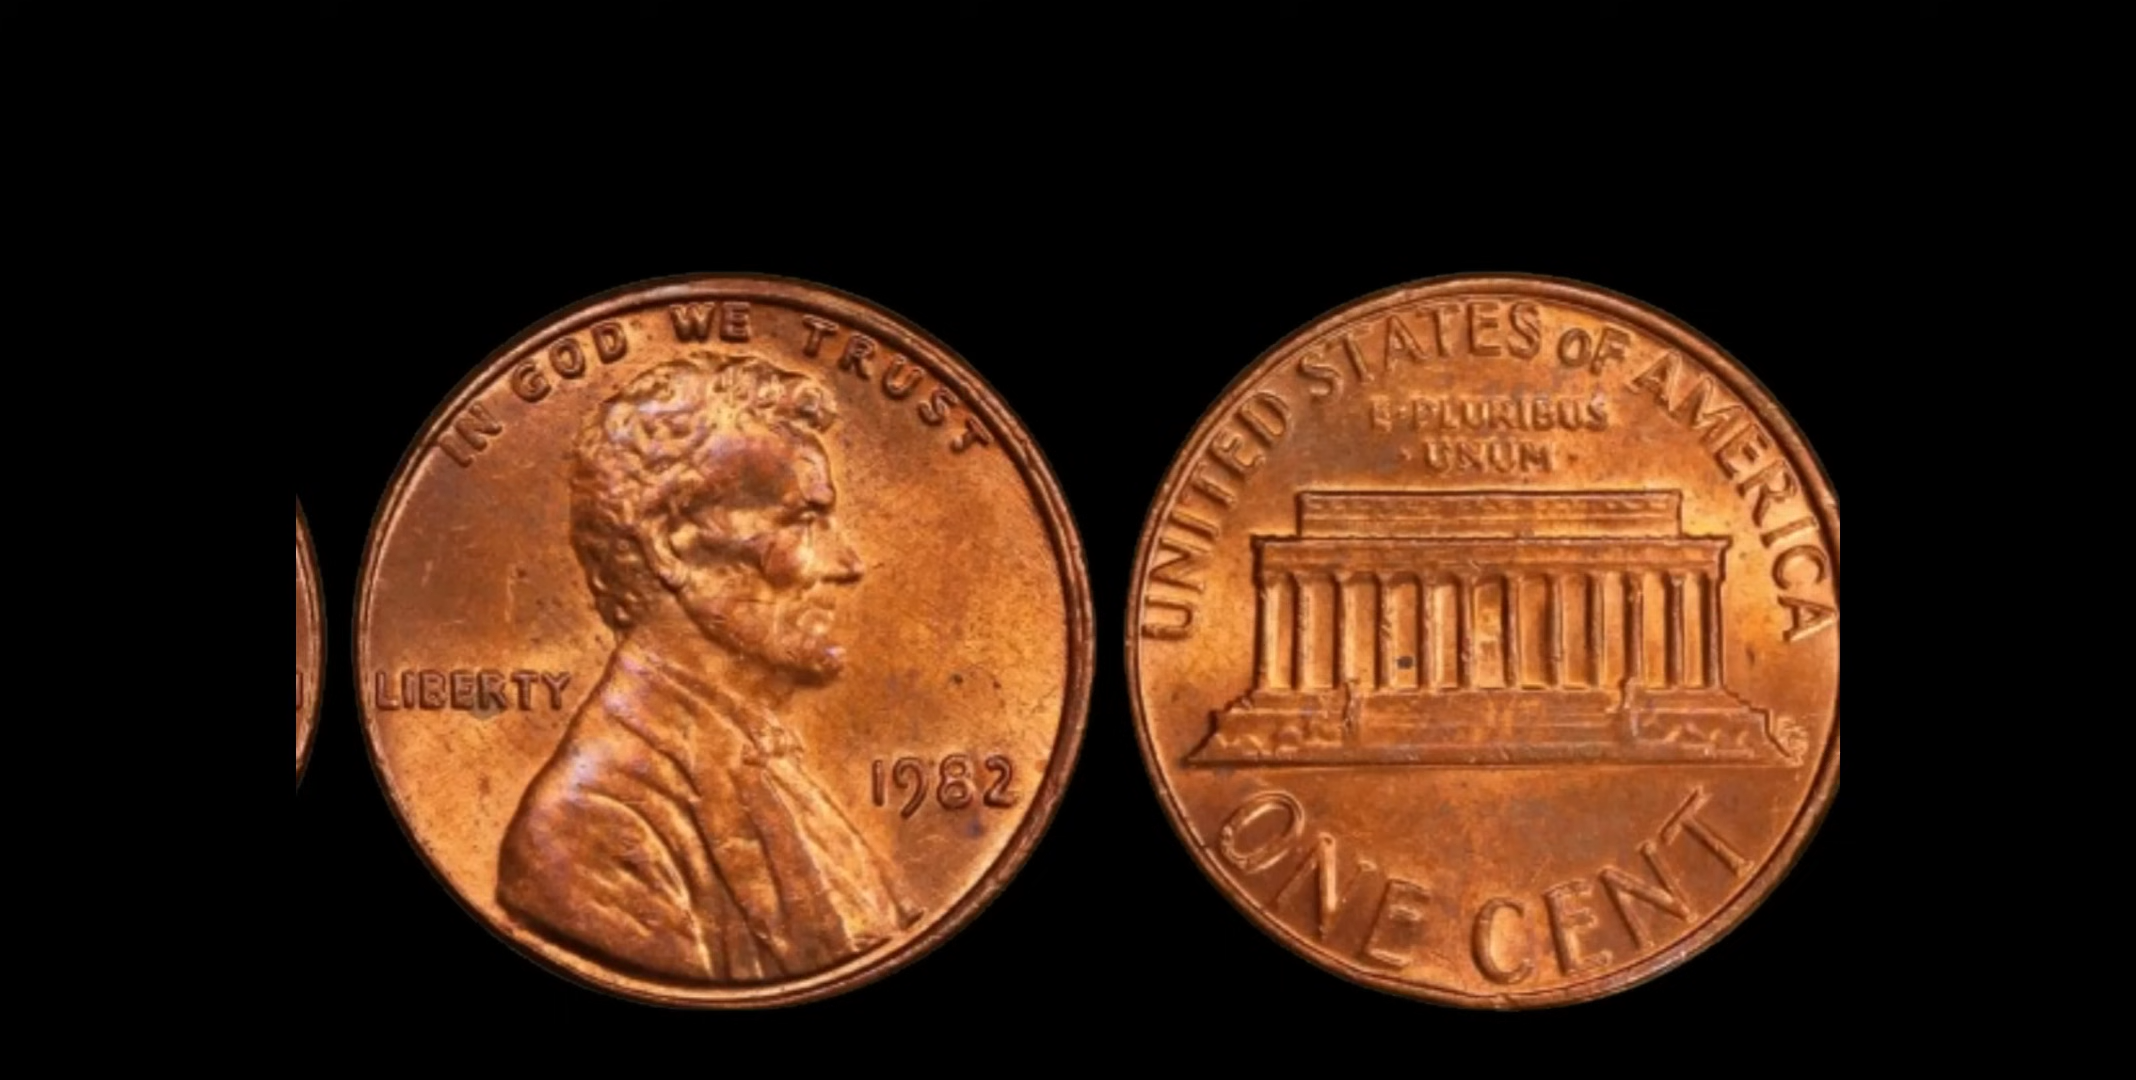 IN GOD WE TRUST
LIBERTY
1982
UNITED STATES OF AMERICA
E·PLURIBUS
·UNUM·
ONE CENT